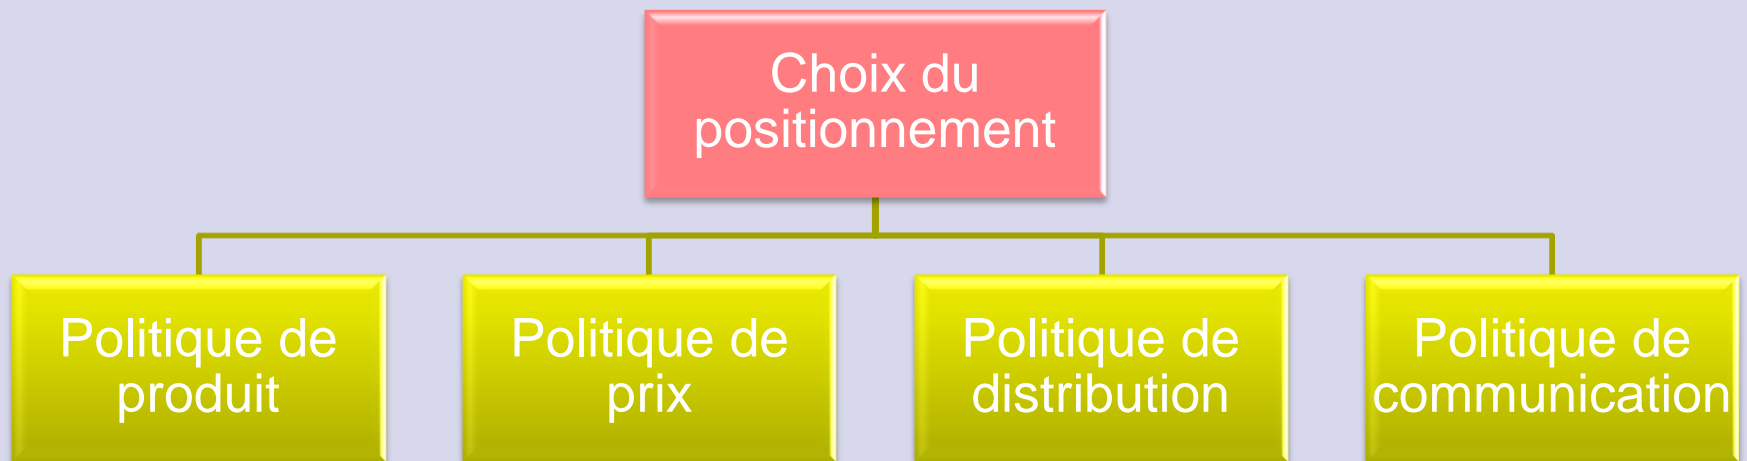 Choix du
positionnement
Politique de
produit
Politique de
prix
Politique de
distribution
Politique de
communication